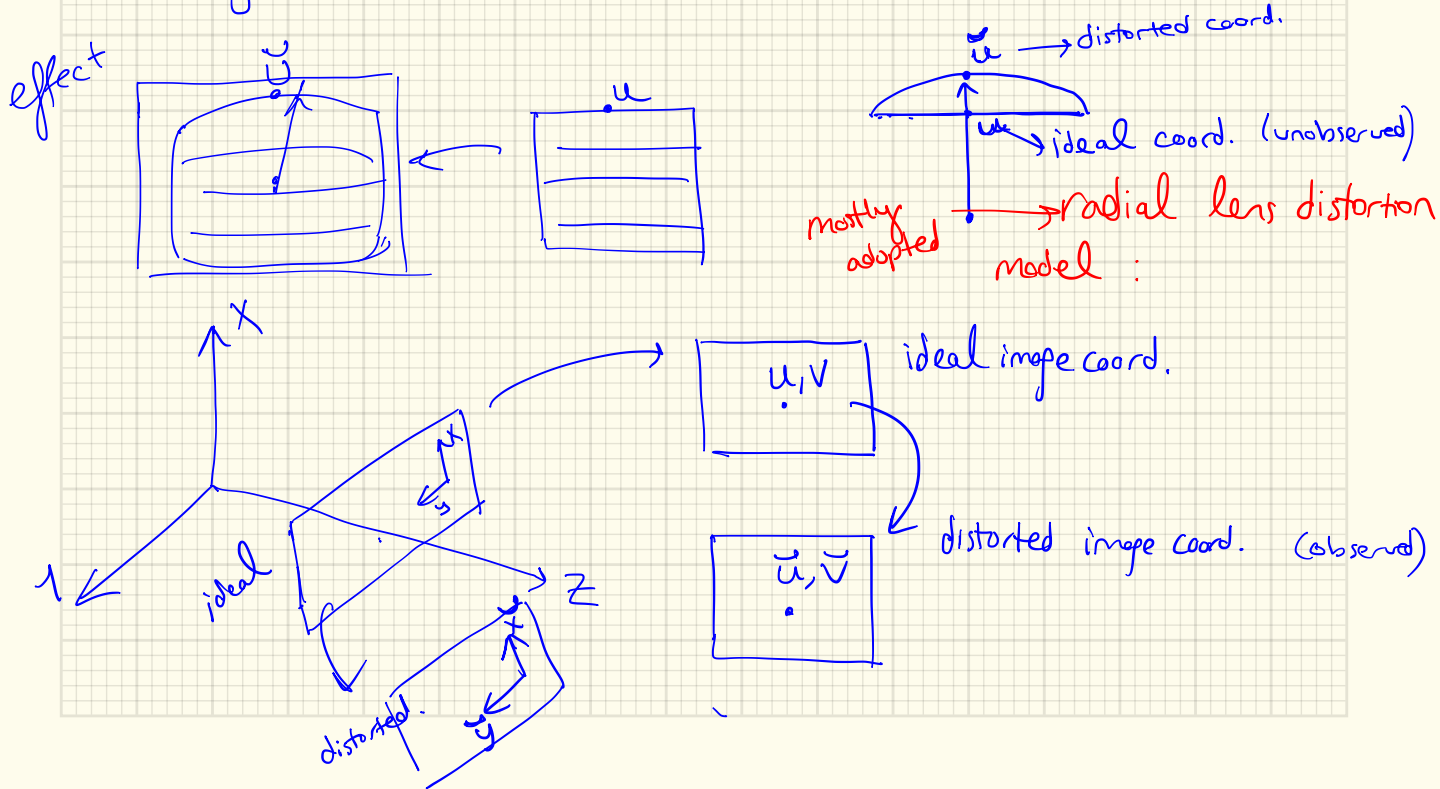 effect
ŭ
u
ŭ → distorted coord.
u → ideal coord. (unobserved)
mostly adopted → radial lens distortion
model :
X
Y
Z
ideal
x
y
u, v
ideal image coord.
ŭ, v̆
distorted image coord. (observed)
x̆
y̆
distorted.